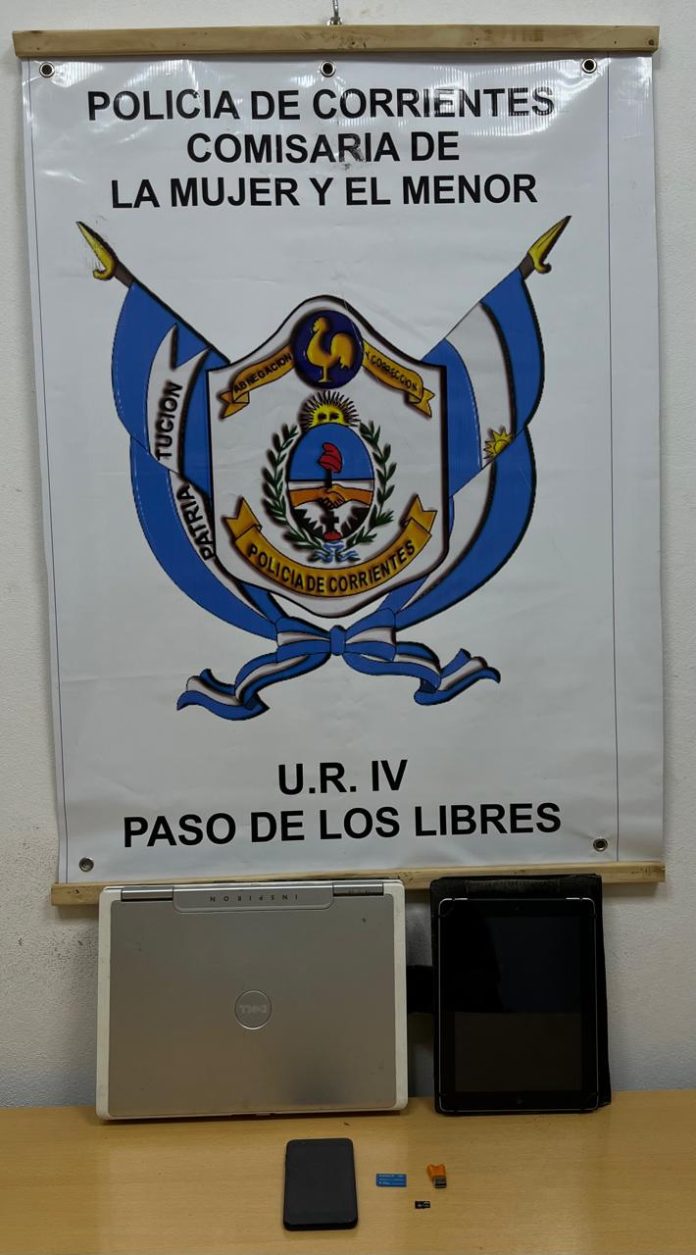 POLICIA DE CORRIENTES
COMISARIA DE
LA MUJER Y EL MENOR
ABNEGACION
Y CORRECCION
TUCION
PATRIA
POLICIA DE CORRIENTES
U.R. IV
PASO DE LOS LIBRES
INSPIRON
DELL